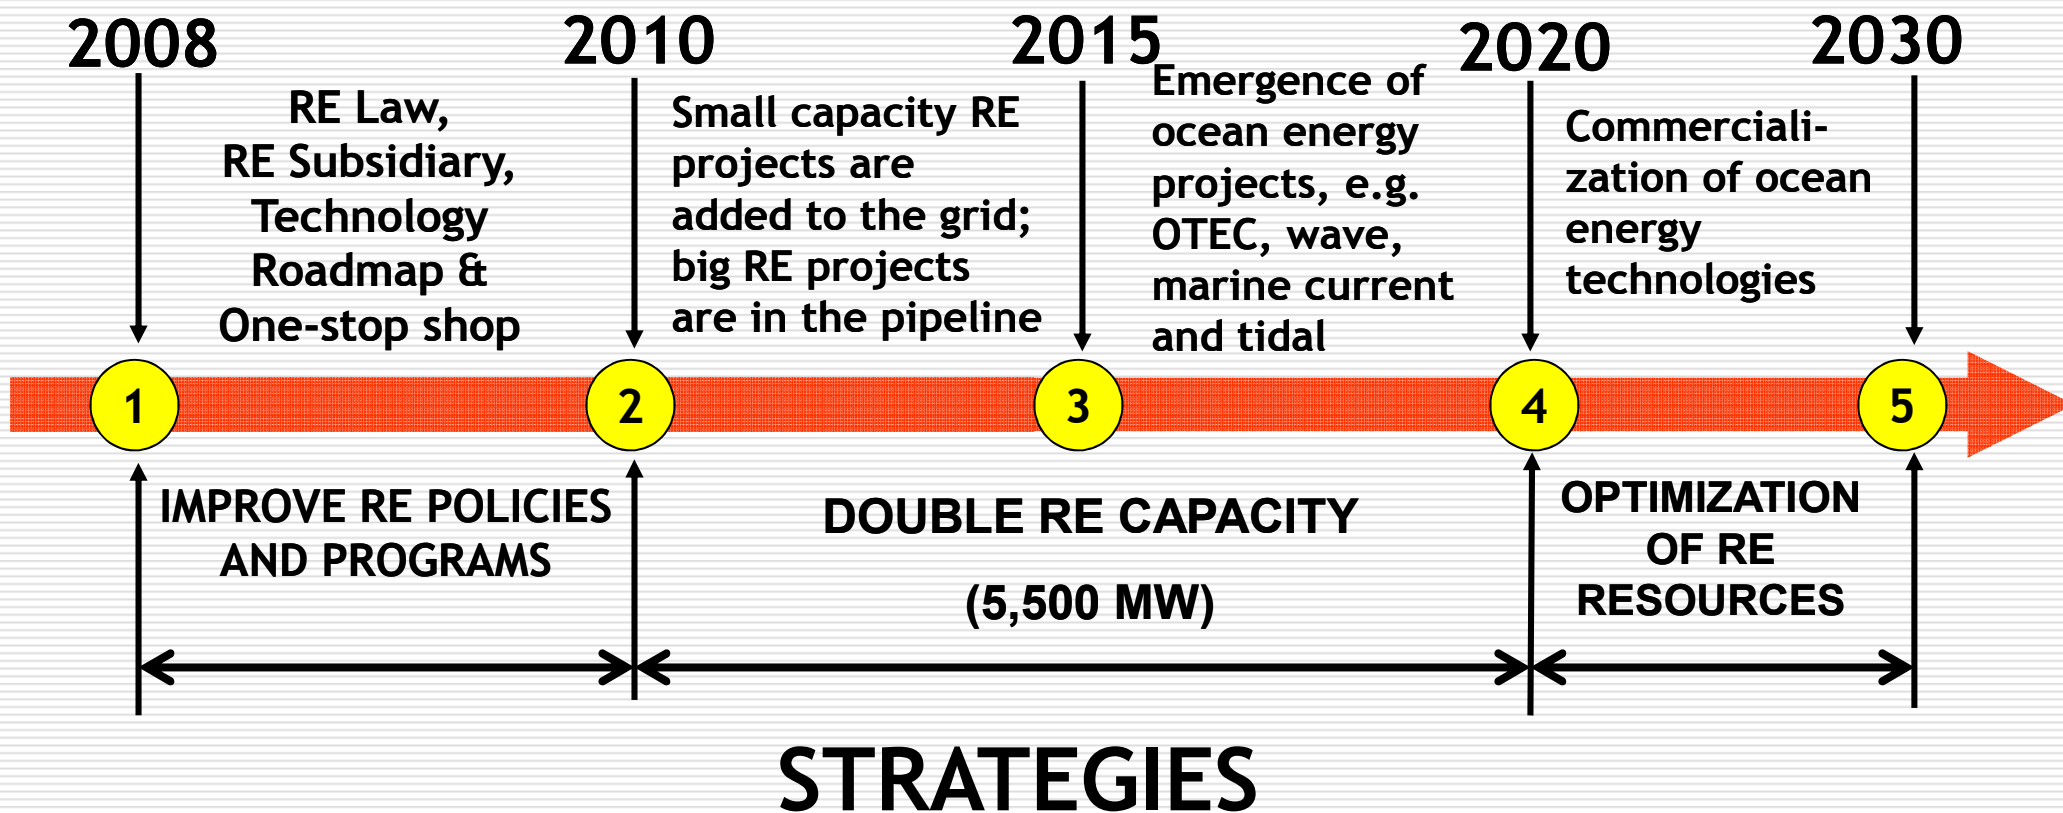 2008
2010
2015
2020
2030
RE Law,
RE Subsidiary,
Technology
Roadmap &
One-stop shop
Small capacity RE
projects are
added to the grid;
big RE projects
are in the pipeline
Emergence of
ocean energy
projects, e.g.
OTEC, wave,
marine current
and tidal
Commerciali-
zation of ocean
energy
technologies
1
2
3
4
5
IMPROVE RE POLICIES
AND PROGRAMS
DOUBLE RE CAPACITY
(5,500 MW)
OPTIMIZATION
OF RE
RESOURCES
STRATEGIES